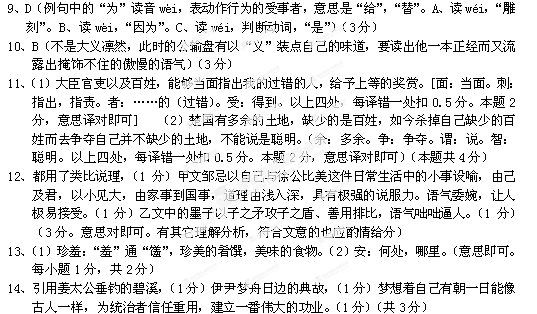 9、D（例句中的“为”读音wèi，表动作行为的受事者，意思是“给”，“替”。A、读wéi，“雕
刻”。B、读wèi，“因为”。C、读wéi，判断动词，“是”）（3分）
10、B（不是大义凛然，此时的公输盘有以“义”装点自己的味道，要读出他一本正经而又流
露出掩饰不住的傲慢的语气）（3分）
11、（1）大臣官吏以及百姓，能够当面指出我的过错的人，给予上等的奖赏。[面：当面。刺：
指出，指责。者：……的（过错）。受：得到。以上四处，每译错一处扣0.5分。本题2
分，意思译对即可]　（2）楚国有多余的土地，缺少的是百姓，如今杀掉自己缺少的百
姓而去争夺自己并不缺少的土地，不能说是聪明。（余：多余。争：争夺。谓：说。智：
聪明。以上四处，每译错一处扣0.5分。本题2分，意思译对即可）（本题共4分）
12、都用了类比说理，（1分）甲文邹忌以自己与徐公比美这件日常生活中的小事设喻，由己
及君，以小见大，由家事到国事，道理由浅入深，具有极强的说服力。语气委婉，让人
极易接受。（1分）乙文中的墨子以子之矛攻子之盾、善用排比，语气咄咄逼人。（1分）
（3分。意思对即可。有其它理解分析，符合文意的也应酌情给分）
13、（1）珍羞：“羞”通“馐”，珍美的肴馔，美味的食物。（2）安：何处，哪里。（意思即可。
每小题1分，共2分）
14、引用姜太公垂钓的碧溪，（1分）伊尹梦舟日边的典故，（1分）梦想着自己有朝一日能像
古人一样，为统治者信任重用，建立一番伟大的功业。（1分）（共3分）